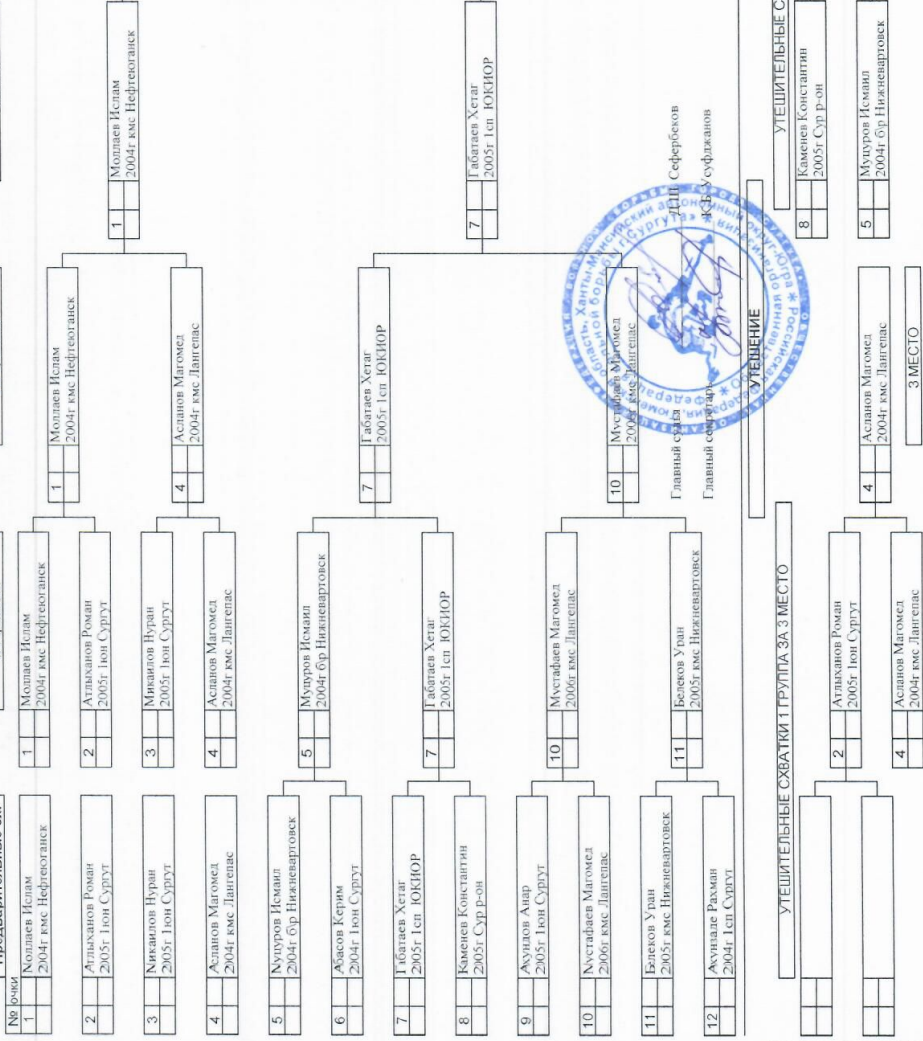 № очки
1 Моллаев Ислам
2004г кмс Нефтеюганск
2 Атлыханов Роман
2005г 1юн Сургут
3 Микаилов Нуран
2005г 1юн Сургут
4 Асланов Магомед
2004г кмс Лангепас
5 Муцуров Исмаил
2004г б\р Нижневартовск
6 Абасов Керим
2004г 1юн Сургут
7 Габатаев Хетаг
2005г 1сп ЮКИОР
8 Каменев Константин
2005г Сур р-он
9 Ахундов Анар
2005г 1юн Сургут
10 Мустафаев Магомед
2006г кмс Лангепас
11 Белеков Уран
2005г кмс Нижневартовск
12 Ахунзаде Рахман
2004г 1сп Сургут
1 Моллаев Ислам
2004г кмс Нефтеюганск
2 Атлыханов Роман
2005г 1юн Сургут
3 Микаилов Нуран
2005г 1юн Сургут
4 Асланов Магомед
2004г кмс Лангепас
5 Муцуров Исмаил
2004г б\р Нижневартовск
7 Габатаев Хетаг
2005г 1сп ЮКИОР
10 Мустафаев Магомед
2006г кмс Лангепас
11 Белеков Уран
2005г кмс Нижневартовск
1 Моллаев Ислам
2004г кмс Нефтеюганск
4 Асланов Магомед
2004г кмс Лангепас
7 Габатаев Хетаг
2005г 1сп ЮКИОР
10 Мустафаев Магомед
2006г кмс Лангепас
1 Моллаев Ислам
2004г кмс Нефтеюганск
7 Габатаев Хетаг
2005г 1сп ЮКИОР
Главный судья Д.Ш. Сефербеков
Главный секретарь К.Б. Усуфджанов
УТЕШЕНИЕ
УТЕШИТЕЛЬНЫЕ СХВАТКИ 1 ГРУППА ЗА 3 МЕСТО
2 Атлыханов Роман
2005г 1юн Сургут
4 Асланов Магомед
2004г кмс Лангепас
4 Асланов Магомед
2004г кмс Лангепас
3 МЕСТО
УТЕШИТЕЛЬНЫЕ С
8 Каменев Константин
2005г Сур р-он
5 Муцуров Исмаил
2004г б\р Нижневартовск